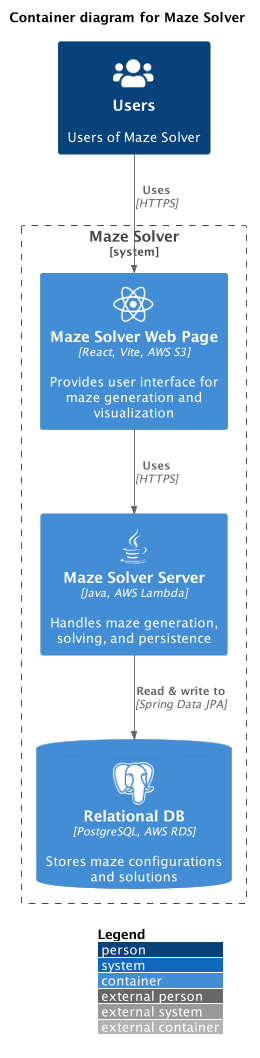 Container diagram for Maze Solver
Users
Users of Maze Solver
Uses
[HTTPS]
Maze Solver
[system]
Maze Solver Web Page
[React, Vite, AWS S3]
Provides user interface for
maze generation and
visualization
Uses
[HTTPS]
Maze Solver Server
[Java, AWS Lambda]
Handles maze generation,
solving, and persistence
Read & write to
[Spring Data JPA]
Relational DB
[PostgreSQL, AWS RDS]
Stores maze configurations
and solutions
Legend
person
system
container
external person
external system
external container